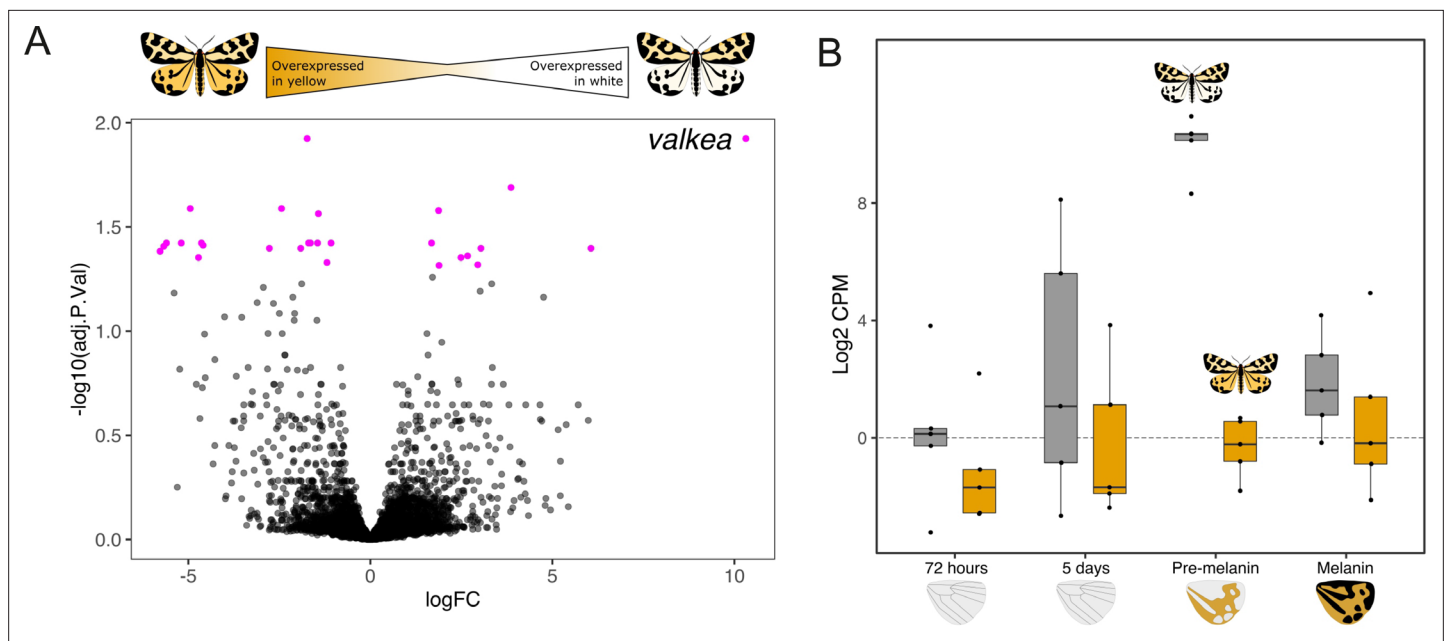 A
Overexpressed
in yellow
Overexpressed
in white
2.0
1.5
1.0
0.5
0.0
-log10(adj.P.Val)
valkea
-5
0
5
10
logFC
B
8
4
0
Log2 CPM
72 hours
5 days
Pre-melanin
Melanin